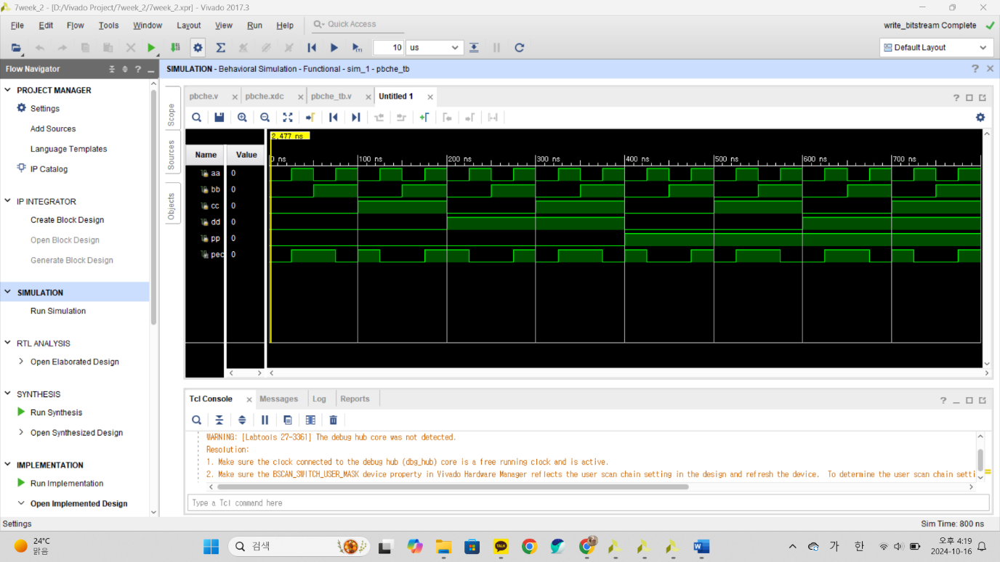 7week_2 - [D:/Vivado Project/7week_2/7week_2.xpr] - Vivado 2017.3
File Edit Flow Tools Window Layout View Run Help Quick Access write_bitstream Complete
10 us Default Layout
Flow Navigator
SIMULATION - Behavioral Simulation - Functional - sim_1 - pbche_tb
PROJECT MANAGER
Settings
Add Sources
Language Templates
IP Catalog
IP INTEGRATOR
Create Block Design
Open Block Design
Generate Block Design
SIMULATION
Run Simulation
RTL ANALYSIS
Open Elaborated Design
SYNTHESIS
Run Synthesis
Open Synthesized Design
IMPLEMENTATION
Run Implementation
Open Implemented Design
Scope
Sources
Objects
pbche.v pbche.xdc pbche_tb.v Untitled 1
2,477 ns
Name Value
0 ns 100 ns 200 ns 300 ns 400 ns 500 ns 600 ns 700 ns
aa 0
bb 0
cc 0
dd 0
pp 0
pec 0
Tcl Console Messages Log Reports
WARNING: [Labtools 27-3361] The debug hub core was not detected.
Resolution:
1. Make sure the clock connected to the debug hub (dbg_hub) core is a free running clock and is active.
2. Make sure the BSCAN_SWITCH_USER_MASK device property in Vivado Hardware Manager reflects the user scan chain setting in the design and refresh the device.  To determine the user scan chain setti
Type a Tcl command here
Settings
Sim Time: 800 ns
24°C
맑음
검색
TALK
가 한
오후 4:19
2024-10-16